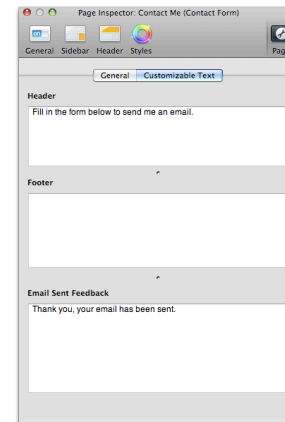 Page Inspector: Contact Me (Contact Form)
General Sidebar Header Styles Pag
General Customizable Text
Header
Fill in the form below to send me an email.
Footer
Email Sent Feedback
Thank you, your email has been sent.